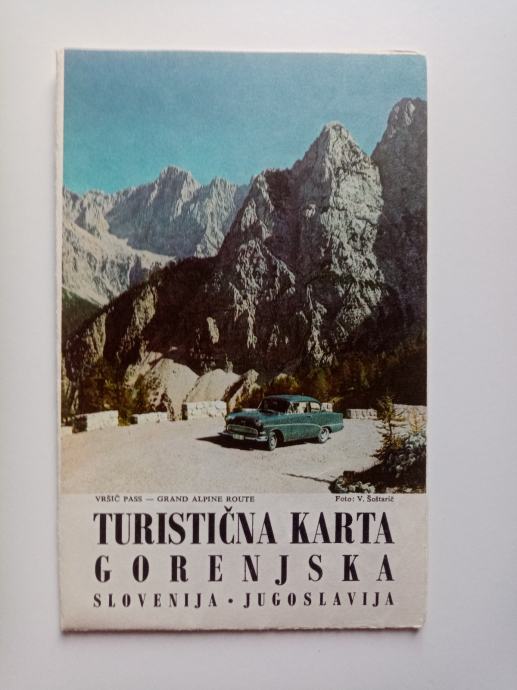 VRŠIČ PASS — GRAND ALPINE ROUTE Foto: V. Šoštarič
TURISTIČNA KARTA
GORENJSKA
SLOVENIJA • JUGOSLAVIJA